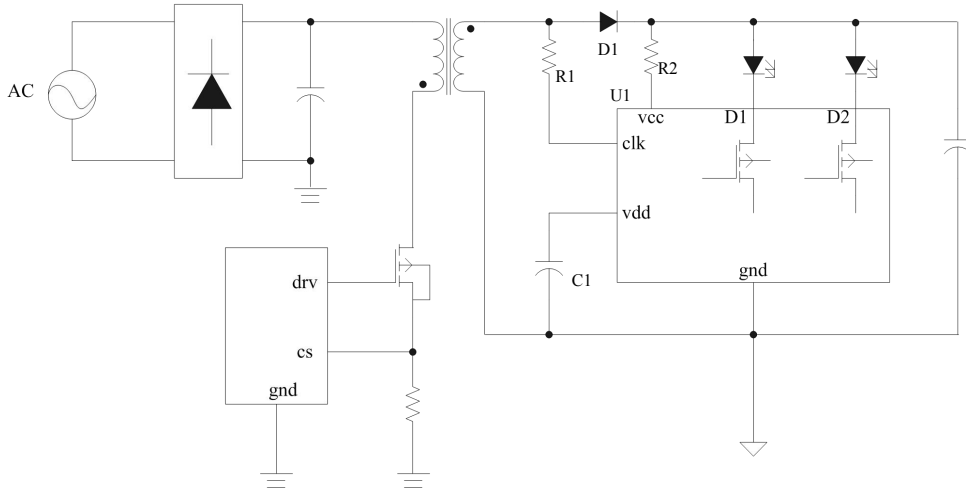 AC
D1
R1
R2
U1
vcc
D1
D2
clk
vdd
C1
gnd
drv
cs
gnd